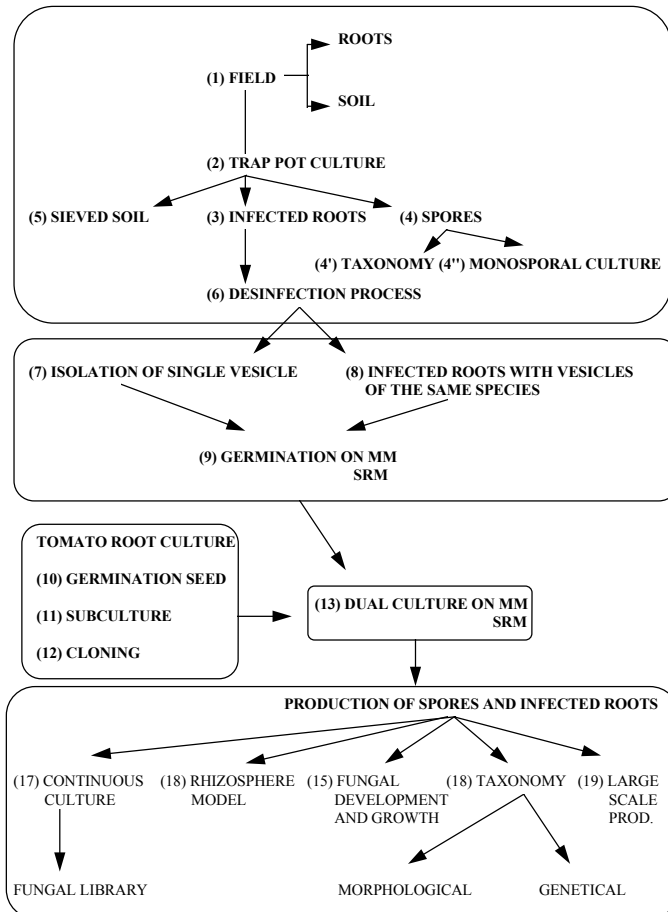 ROOTS
(1) FIELD
SOIL
(2) TRAP POT CULTURE
(5) SIEVED SOIL (3) INFECTED ROOTS (4) SPORES
(4') TAXONOMY (4") MONOSPORAL CULTURE
(6) DESINFECTION PROCESS
(7) ISOLATION OF SINGLE VESICLE
(8) INFECTED ROOTS WITH VESICLES
OF THE SAME SPECIES
(9) GERMINATION ON MM
SRM
TOMATO ROOT CULTURE
(10) GERMINATION SEED
(11) SUBCULTURE
(12) CLONING
(13) DUAL CULTURE ON MM
SRM
PRODUCTION OF SPORES AND INFECTED ROOTS
(17) CONTINUOUS
CULTURE
(18) RHIZOSPHERE
MODEL
(15) FUNGAL
DEVELOPMENT
AND GROWTH
(18) TAXONOMY
(19) LARGE
SCALE
PROD.
FUNGAL LIBRARY
MORPHOLOGICAL
GENETICAL